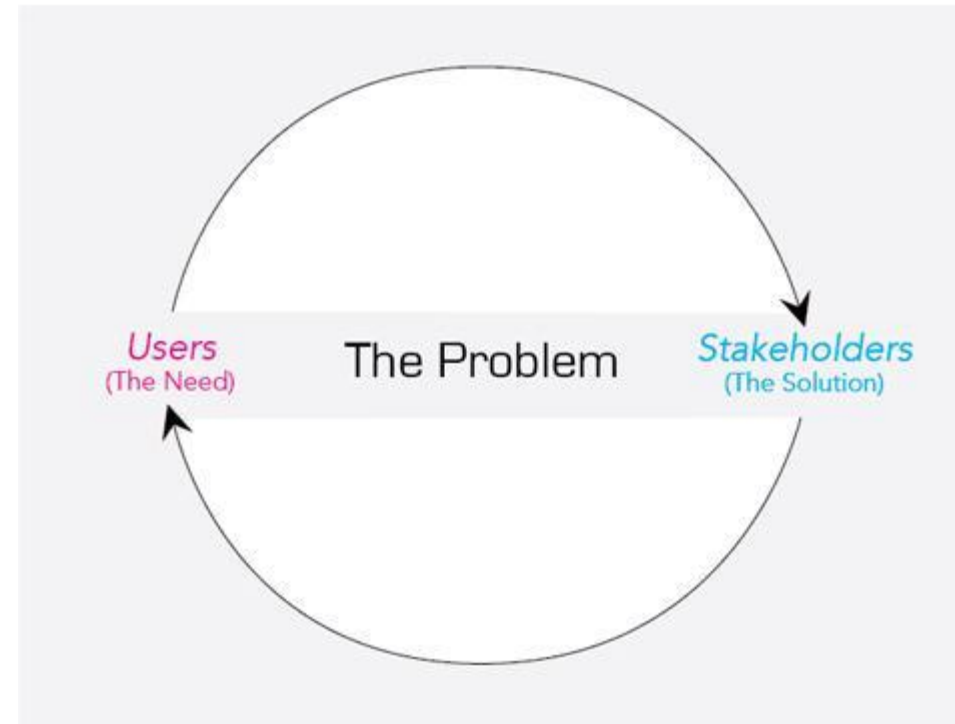 Users
(The Need)
The Problem
Stakeholders
(The Solution)